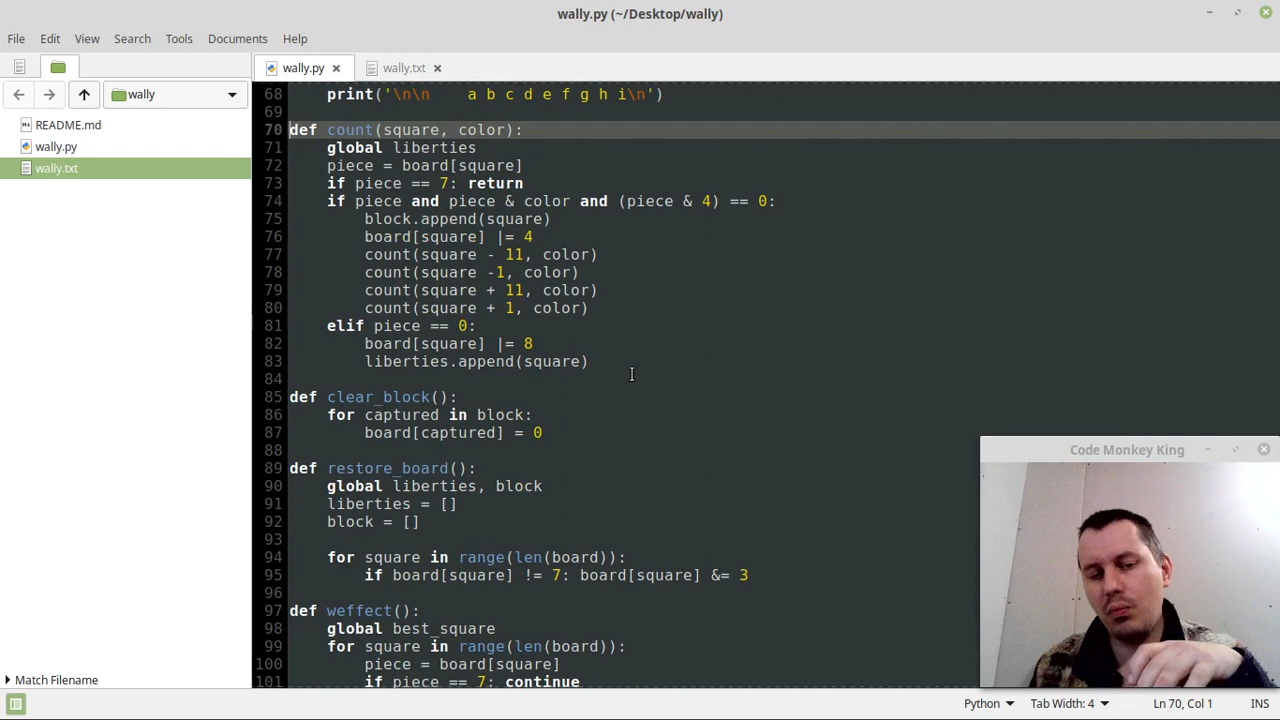 wally.py (~/Desktop/wally)
File Edit View Search Tools Documents Help
wally.py wally.txt
wally
README.md
wally.py
wally.txt
68 print('\n\n    a b c d e f g h i\n')
69
70 def count(square, color):
71     global liberties
72     piece = board[square]
73     if piece == 7: return
74     if piece and piece & color and (piece & 4) == 0:
75         block.append(square)
76         board[square] |= 4
77         count(square - 11, color)
78         count(square -1, color)
79         count(square + 11, color)
80         count(square + 1, color)
81     elif piece == 0:
82         board[square] |= 8
83         liberties.append(square)
84
85 def clear_block():
86     for captured in block:
87         board[captured] = 0
88
89 def restore_board():
90     global liberties, block
91     liberties = []
92     block = []
93
94     for square in range(len(board)):
95         if board[square] != 7: board[square] &= 3
96
97 def weffect():
98     global best_square
99     for square in range(len(board)):
100         piece = board[square]
101         if piece == 7: continue
Code Monkey King
Match Filename
Python Tab Width: 4 Ln 70, Col 1 INS